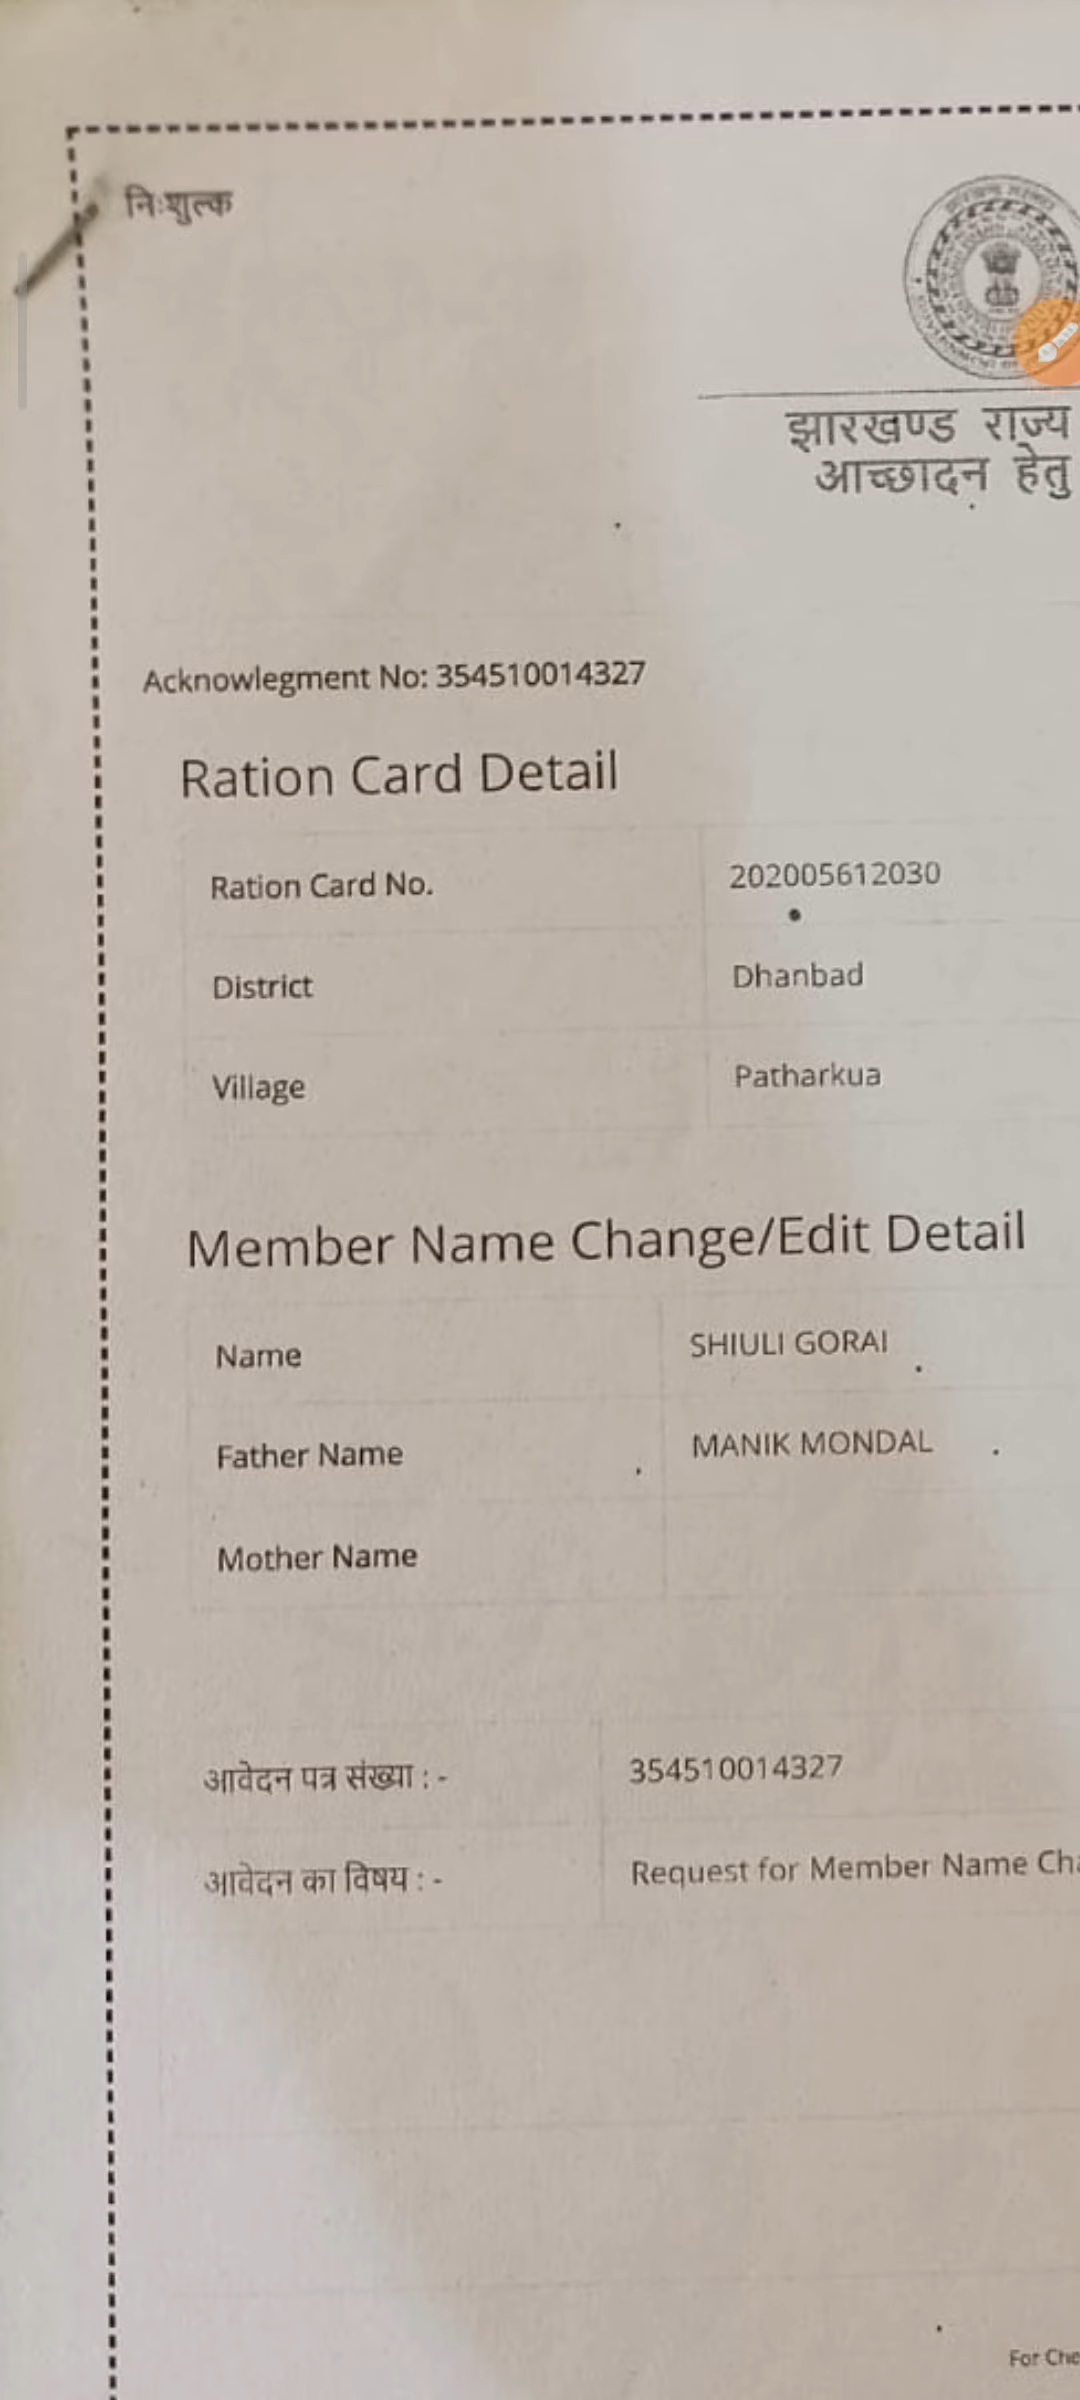 नि:शुल्क
झारखण्ड राज्य
आच्छादन हेतु
Acknowlegment No: 354510014327
Ration Card Detail
Ration Card No. 202005612030
District Dhanbad
Village Patharkua
Member Name Change/Edit Detail
Name SHIULI GORAI
Father Name MANIK MONDAL
Mother Name
आवेदन पत्र संख्या : - 354510014327
आवेदन का विषय : - Request for Member Name Cha
For Che